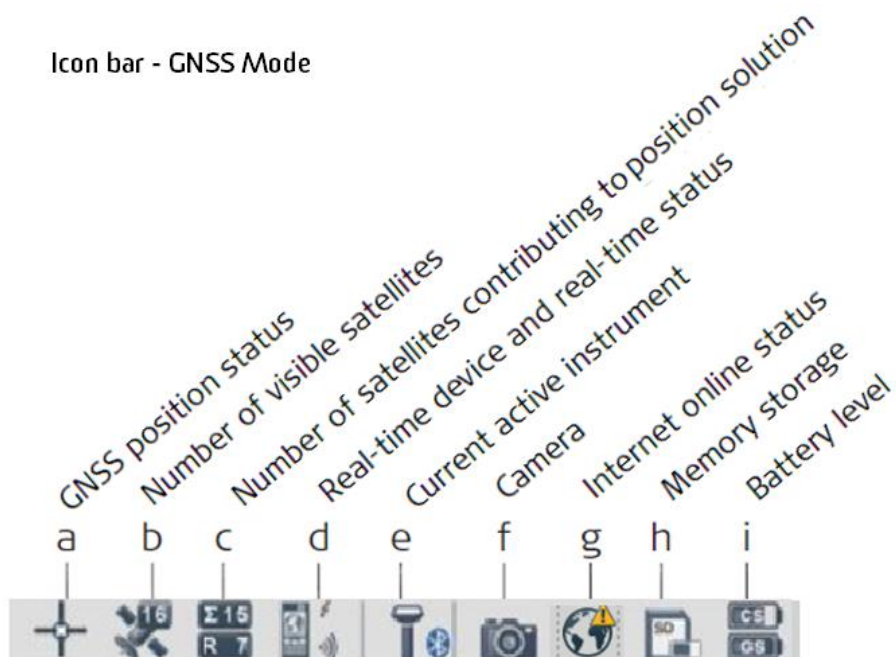 Icon bar - GNSS Mode
GNSS position status
Number of visible satellites
Number of satellites contributing to position solution
Real-time device and real-time status
Current active instrument
Camera
Internet online status
Memory storage
Battery level
a b c d e f g h i
16
Σ 15
R 7
SD
CS
GS